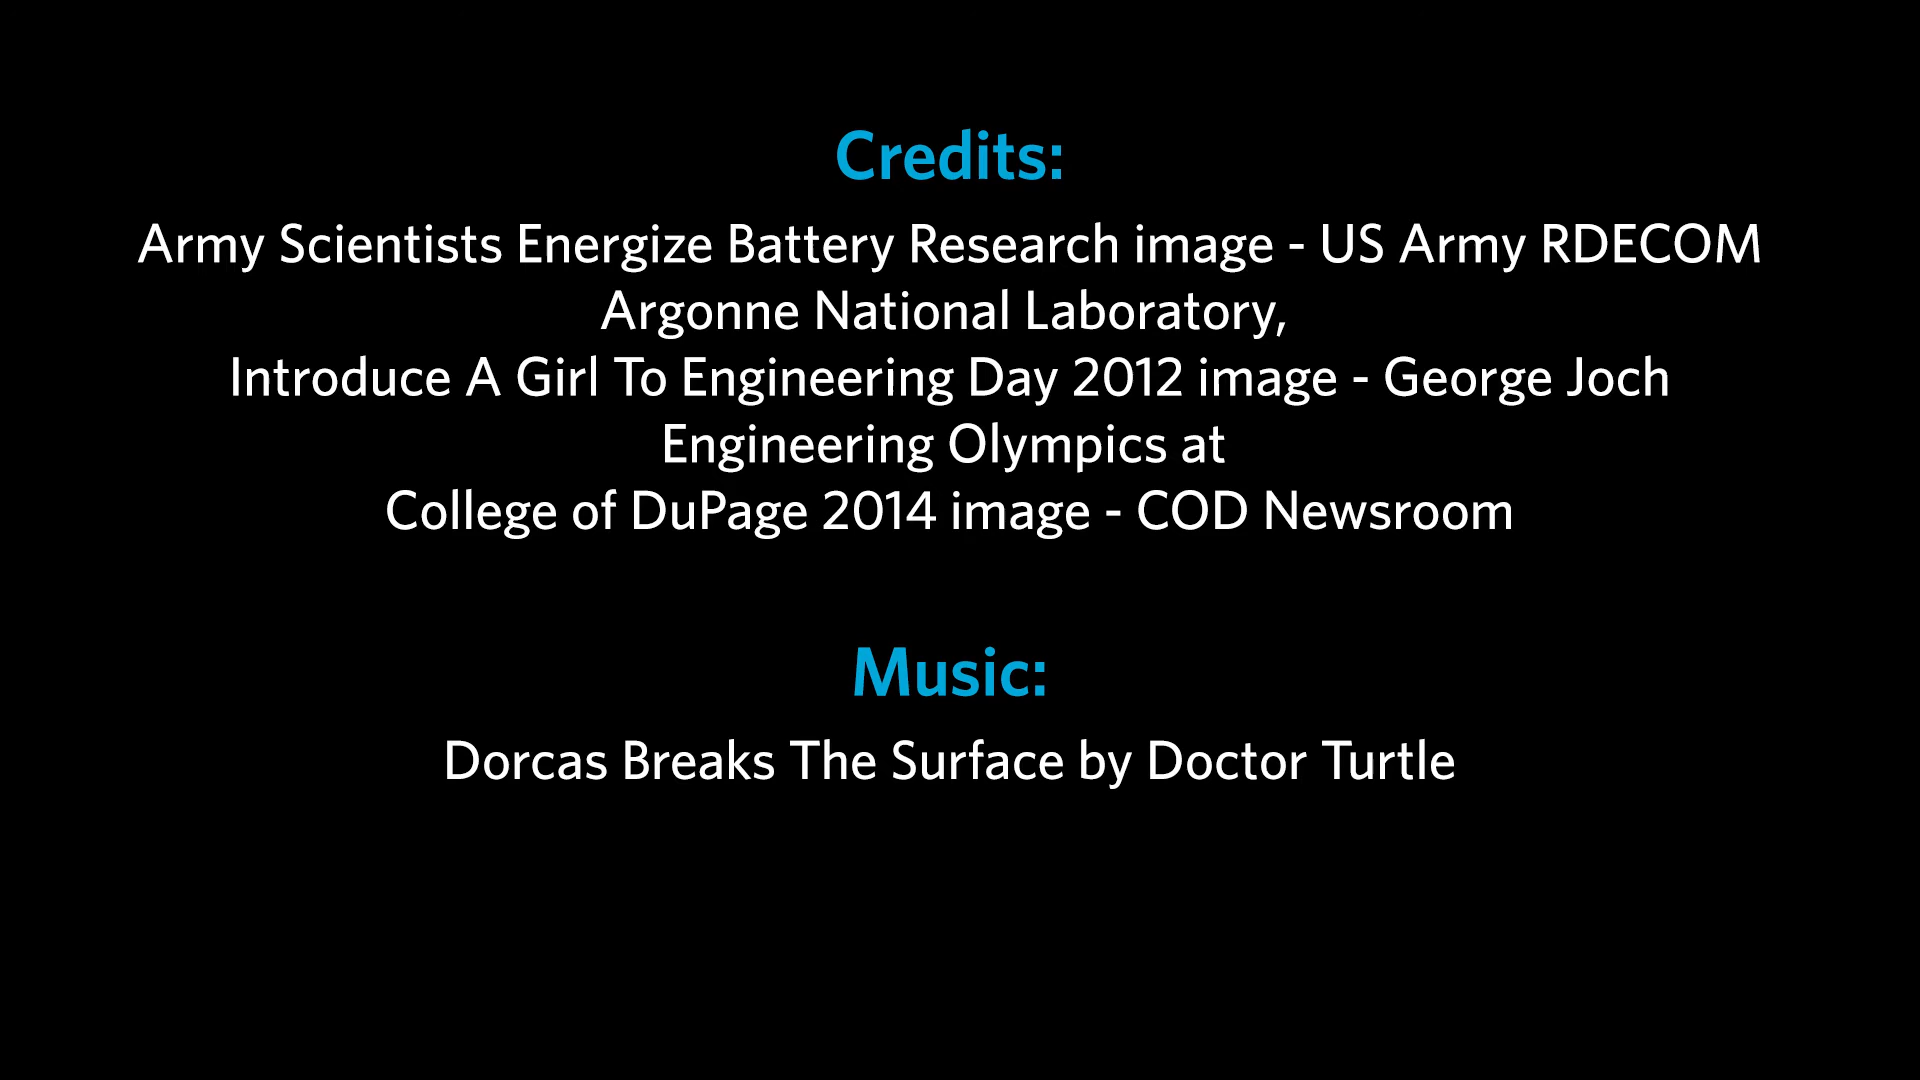 Credits:
Army Scientists Energize Battery Research image - US Army RDECOM
Argonne National Laboratory,
Introduce A Girl To Engineering Day 2012 image - George Joch
Engineering Olympics at
College of DuPage 2014 image - COD Newsroom
Music:
Dorcas Breaks The Surface by Doctor Turtle